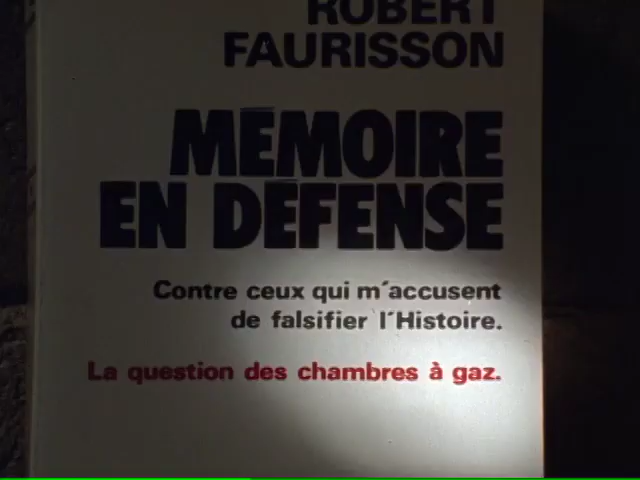 ROBERT
FAURISSON
MÉMOIRE
EN DÉFENSE
Contre ceux qui m'accusent
de falsifier l'Histoire.
La question des chambres à gaz.